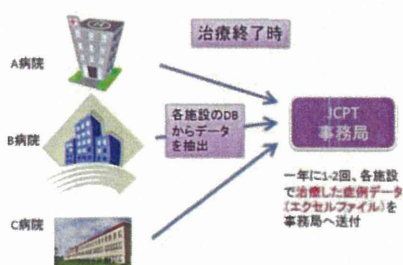 治療終了時
A病院
B病院
C病院
各施設のDB
からデータ
を抽出
JCPT
事務局
一年に1-2回、各施設
で治療した症例データ
(エクセルファイル)を
事務局へ送付